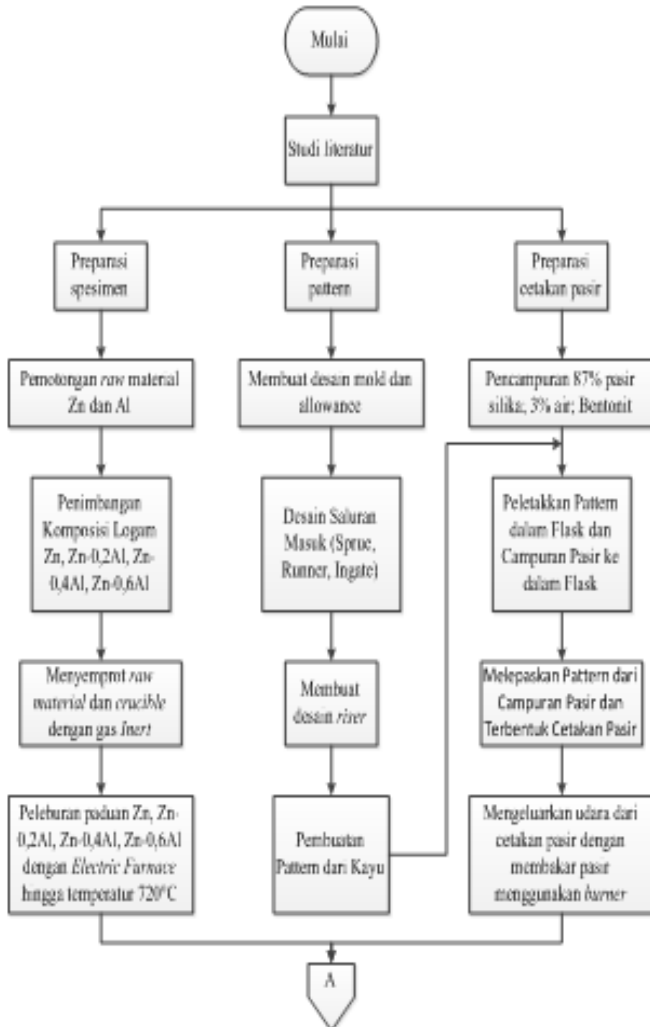 Mulai
Studi literatur
Preparasi
spesimen
Preparasi
pattern
Preparasi
cetakan pasir
Pemotongan raw material
Zn dan Al
Membuat desain mold dan
allowance
Pencampuran 87% pasir
silika; 3% air; Bentonit
Penimbangan
Komposisi Logam
Zn, Zn-0,2Al, Zn-
0,4Al, Zn-0,6Al
Desain Saluran
Masuk (Sprue,
Runner, Ingate)
Peletakkan Pattern
dalam Flask dan
Campuran Pasir ke
dalam Flask
Menyemprot raw
material dan crucible
dengan gas Inert
Membuat
desain riser
Melepaskan Pattern dari
Campuran Pasir dan
Terbentuk Cetakan Pasir
Peleburan paduan Zn, Zn-
0,2Al, Zn-0,4Al, Zn-0,6Al
dengan Electric Furnace
hingga temperatur 720°C
Pembuatan
Pattern dari Kayu
Mengeluarkan udara dari
cetakan pasir dengan
membakar pasir
menggunakan burner
A